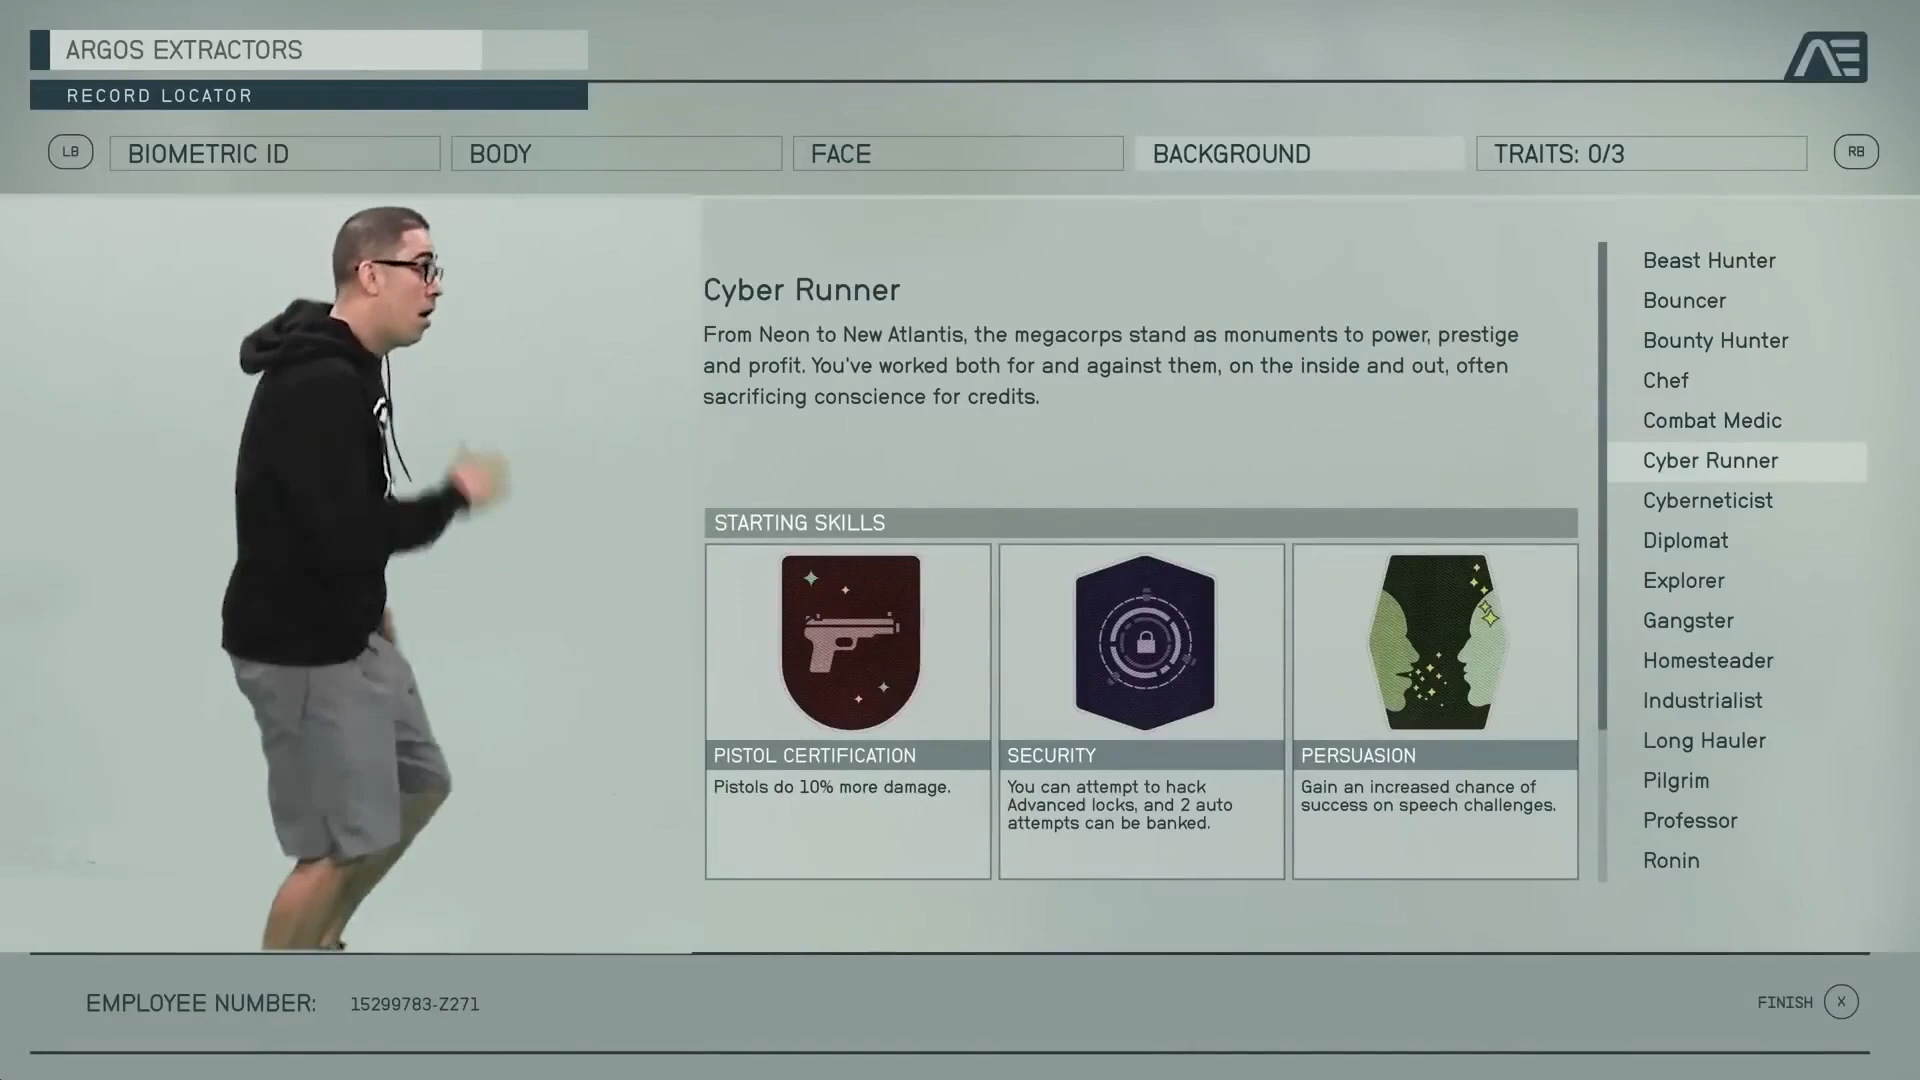 ARGOS EXTRACTORS
AE
RECORD LOCATOR
LB
BIOMETRIC ID
BODY
FACE
BACKGROUND
TRAITS: 0/3
RB
Cyber Runner
From Neon to New Atlantis, the megacorps stand as monuments to power, prestige
and profit. You've worked both for and against them, on the inside and out, often
sacrificing conscience for credits.
STARTING SKILLS
PISTOL CERTIFICATION
Pistols do 10% more damage.
SECURITY
You can attempt to hack
Advanced locks, and 2 auto
attempts can be banked.
PERSUASION
Gain an increased chance of
success on speech challenges.
Beast Hunter
Bouncer
Bounty Hunter
Chef
Combat Medic
Cyber Runner
Cyberneticist
Diplomat
Explorer
Gangster
Homesteader
Industrialist
Long Hauler
Pilgrim
Professor
Ronin
EMPLOYEE NUMBER: 15299783-Z271
FINISH X